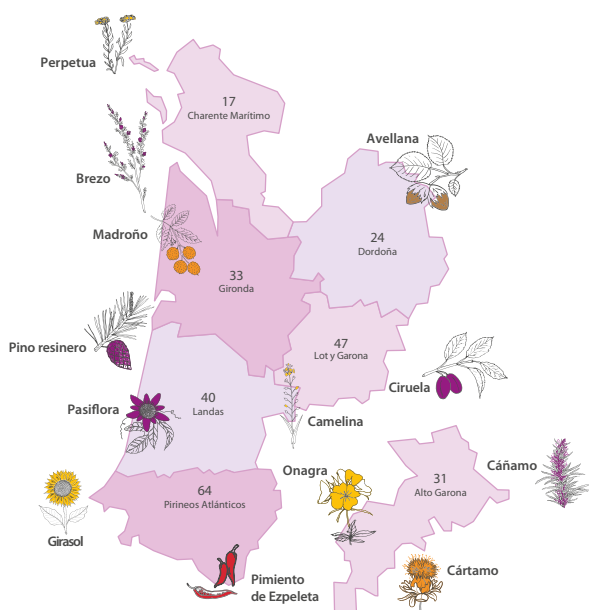 Perpetua
17
Charente Marítimo
Avellana
Brezo
Madroño
24
Dordoña
33
Gironda
47
Lot y Garona
Pino resinero
Ciruela
40
Landas
Pasiflora
Camelina
Onagra
31
Alto Garona
Cáñamo
64
Pirineos Atlánticos
Girasol
Pimiento
de Ezpeleta
Cártamo